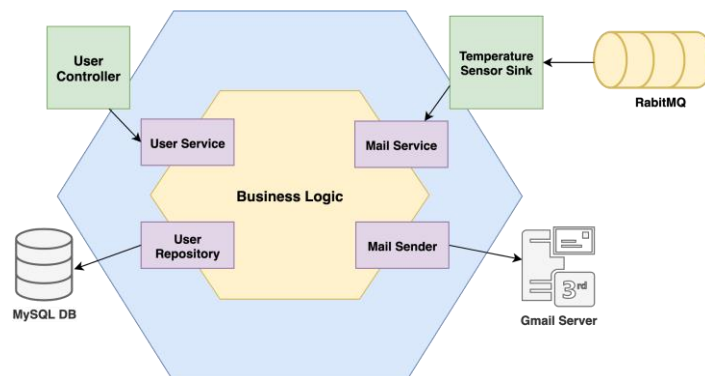 User
Controller
Temperature
Sensor Sink
RabitMQ
User Service
Mail Service
Business Logic
User
Repository
Mail Sender
MySQL DB
3rd
Gmail Server